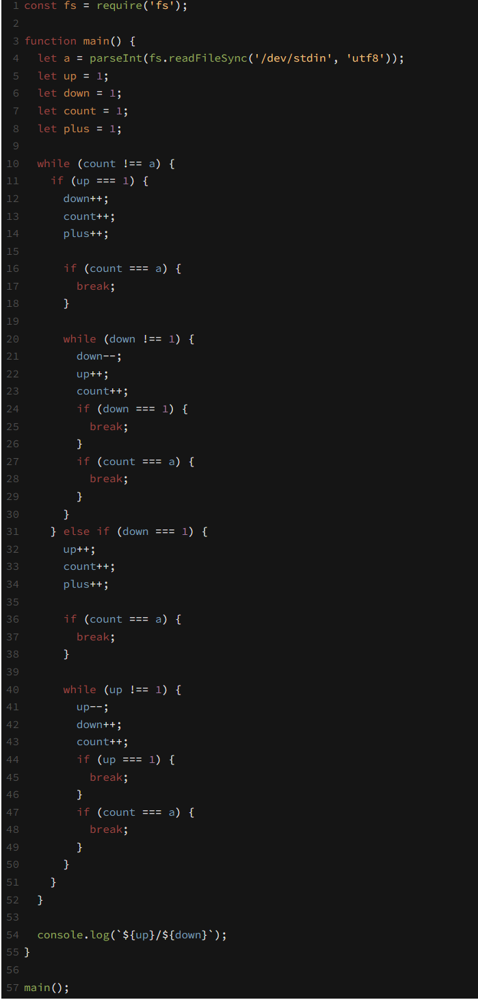 1 const fs = require('fs');
2
3 function main() {
4   let a = parseInt(fs.readFileSync('/dev/stdin', 'utf8'));
5   let up = 1;
6   let down = 1;
7   let count = 1;
8   let plus = 1;
9
10   while (count !== a) {
11     if (up === 1) {
12       down++;
13       count++;
14       plus++;
15
16       if (count === a) {
17         break;
18       }
19
20       while (down !== 1) {
21         down--;
22         up++;
23         count++;
24         if (down === 1) {
25           break;
26         }
27         if (count === a) {
28           break;
29         }
30       }
31     } else if (down === 1) {
32       up++;
33       count++;
34       plus++;
35
36       if (count === a) {
37         break;
38       }
39
40       while (up !== 1) {
41         up--;
42         down++;
43         count++;
44         if (up === 1) {
45           break;
46         }
47         if (count === a) {
48           break;
49         }
50       }
51     }
52   }
53
54   console.log(`${up}/${down}`);
55 }
56
57 main();